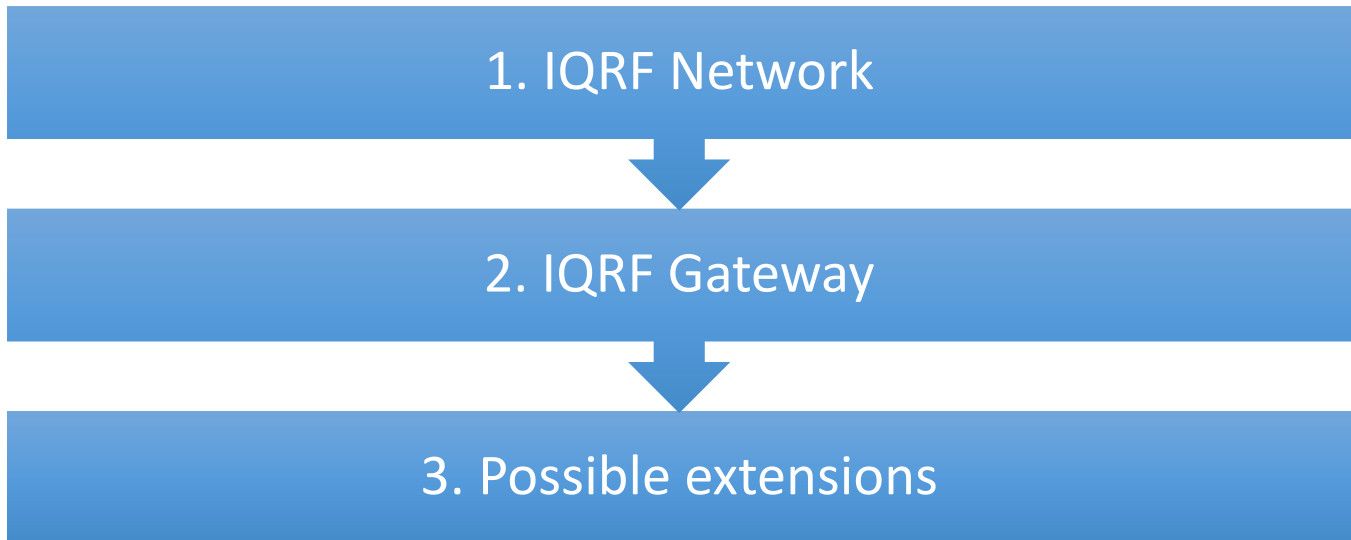 1. IQRF Network
2. IQRF Gateway
3. Possible extensions